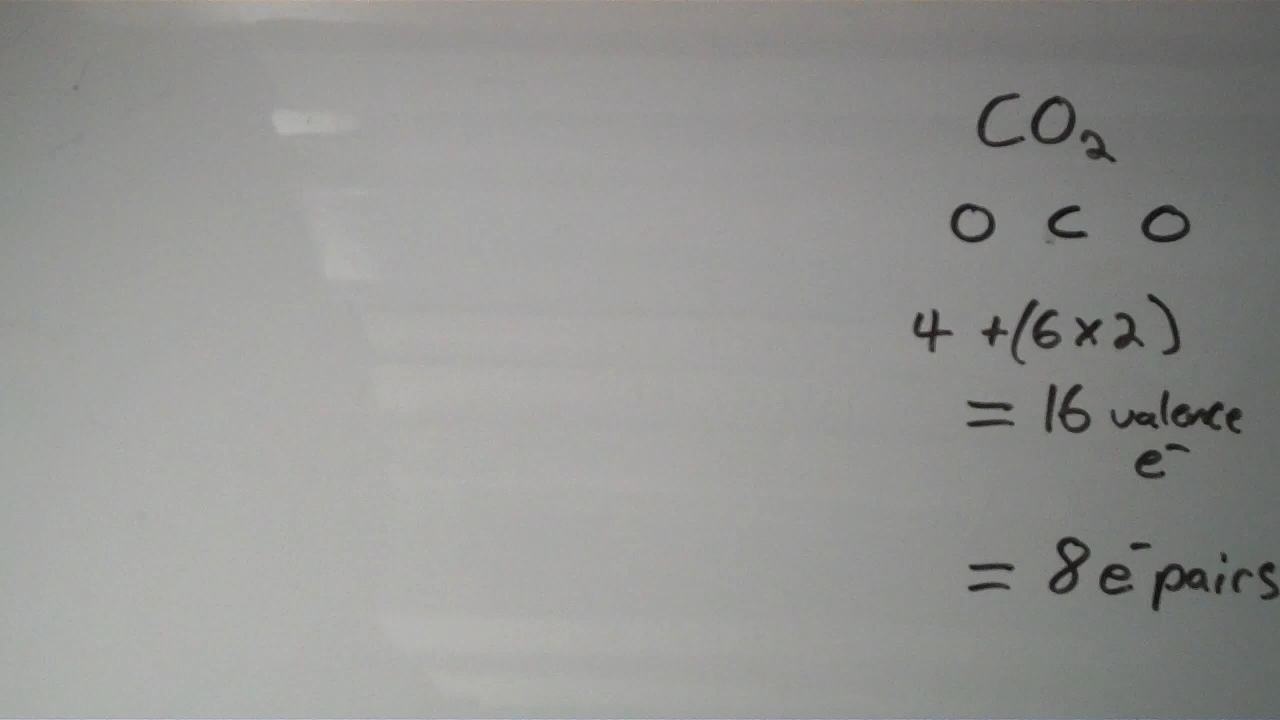 CO₂
O C O
4 +(6×2)
= 16 valence
e⁻
= 8 e⁻ pairs